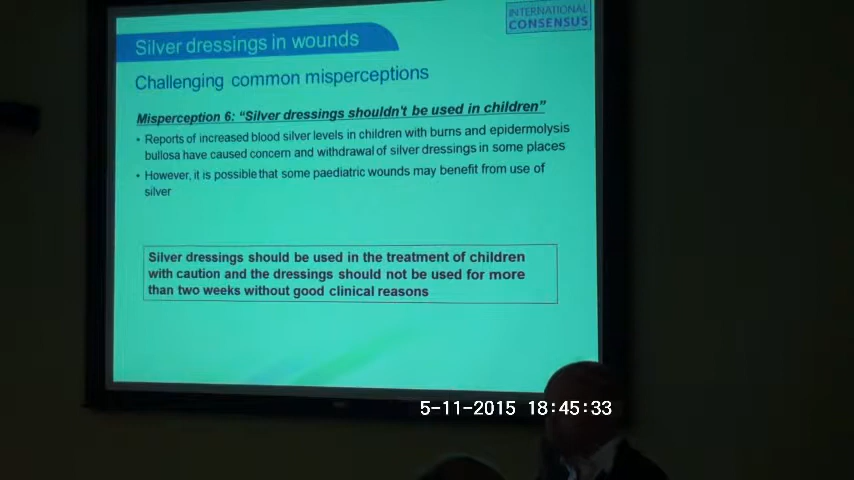 INTERNATIONAL
CONSENSUS
Silver dressings in wounds
Challenging common misperceptions
Misperception 6: "Silver dressings shouldn't be used in children"
• Reports of increased blood silver levels in children with burns and epidermolysis
bullosa have caused concern and withdrawal of silver dressings in some places
• However, it is possible that some paediatric wounds may benefit from use of
silver
Silver dressings should be used in the treatment of children
with caution and the dressings should not be used for more
than two weeks without good clinical reasons
5-11-2015 18:45:33